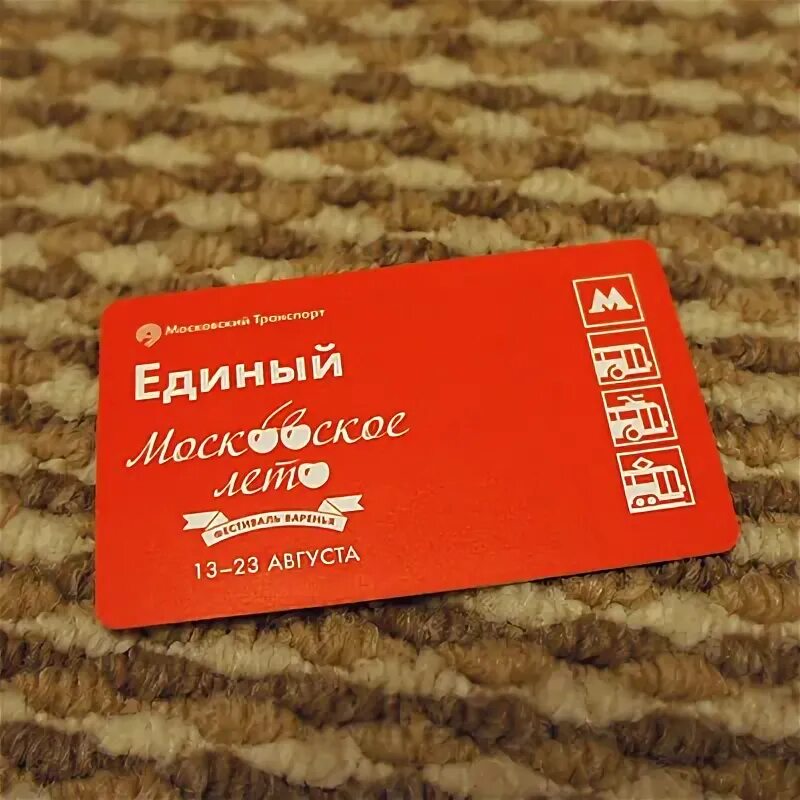 Московский Транспорт
Единый
Московское
лето
ФЕСТИВАЛЬ ВАРЕНЬЯ
13–23 АВГУСТА
М